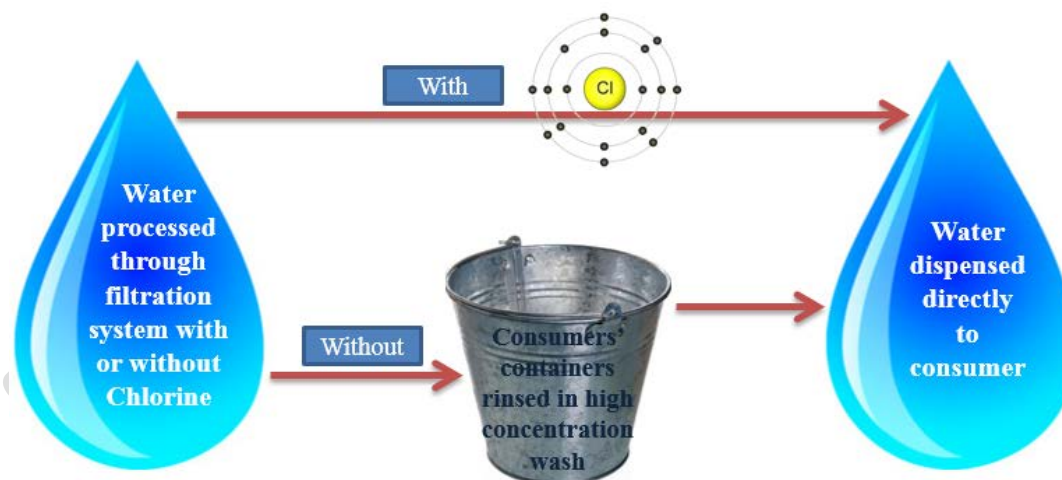 With
Cl
Water
processed
through
filtration
system with
or without
Chlorine
Without
Consumers'
containers
rinsed in high
concentration
wash
Water
dispensed
directly
to
consumer